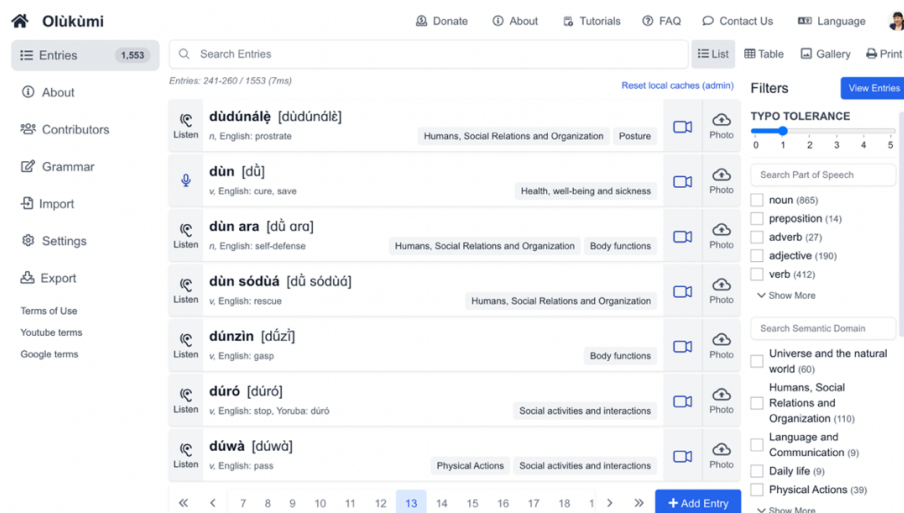 Olùkùmi
Donate
About
Tutorials
FAQ
Contact Us
Language
Entries 1,553
About
Contributors
Grammar
Import
Settings
Export
Terms of Use
Youtube terms
Google terms
Search Entries
List
Table
Gallery
Print
Entries: 241-260 / 1553 (7ms)
Reset local caches (admin)
Listen
dùdúnálẹ̀ [dùdúnálɛ̀]
n, English: prostrate
Humans, Social Relations and Organization
Posture
Photo
dùn [dũ̀]
v, English: cure, save
Health, well-being and sickness
Photo
Listen
dùn ara [dũ̀ ɑrɑ]
n, English: self-defense
Humans, Social Relations and Organization
Body functions
Photo
Listen
dùn sódùá [dũ̀ sódùá]
v, English: rescue
Humans, Social Relations and Organization
Photo
Listen
dúnzìn [dṹzĩ̀]
v, English: gasp
Body functions
Photo
Listen
dúró [dúró]
v, English: stop, Yoruba: dúró
Social activities and interactions
Photo
Listen
dúwà [dúwà]
v, English: pass
Physical Actions
Social activities and interactions
Photo
7 8 9 10 11 12 13 14 15 16 17 18
+ Add Entry
Filters
View Entries
TYPO TOLERANCE
0 1 2 3 4 5
Search Part of Speech
noun (865)
preposition (14)
adverb (27)
adjective (190)
verb (412)
Show More
Search Semantic Domain
Universe and the natural
world (60)
Humans, Social
Relations and
Organization (110)
Language and
Communication (9)
Daily life (9)
Physical Actions (39)
Show More